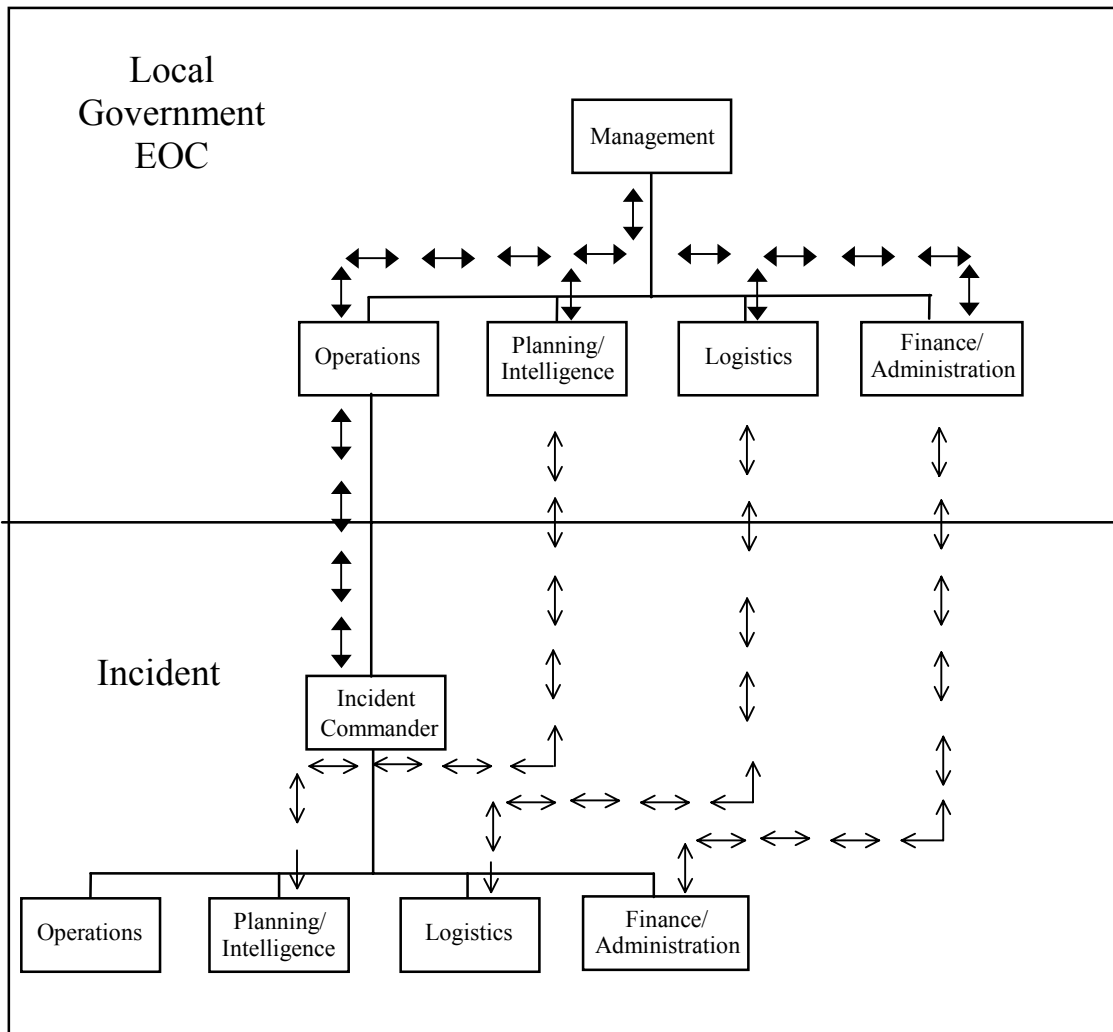 Local
Government
EOC
Management
Operations
Planning/
Intelligence
Logistics
Finance/
Administration
Incident
Incident
Commander
Operations
Planning/
Intelligence
Logistics
Finance/
Administration